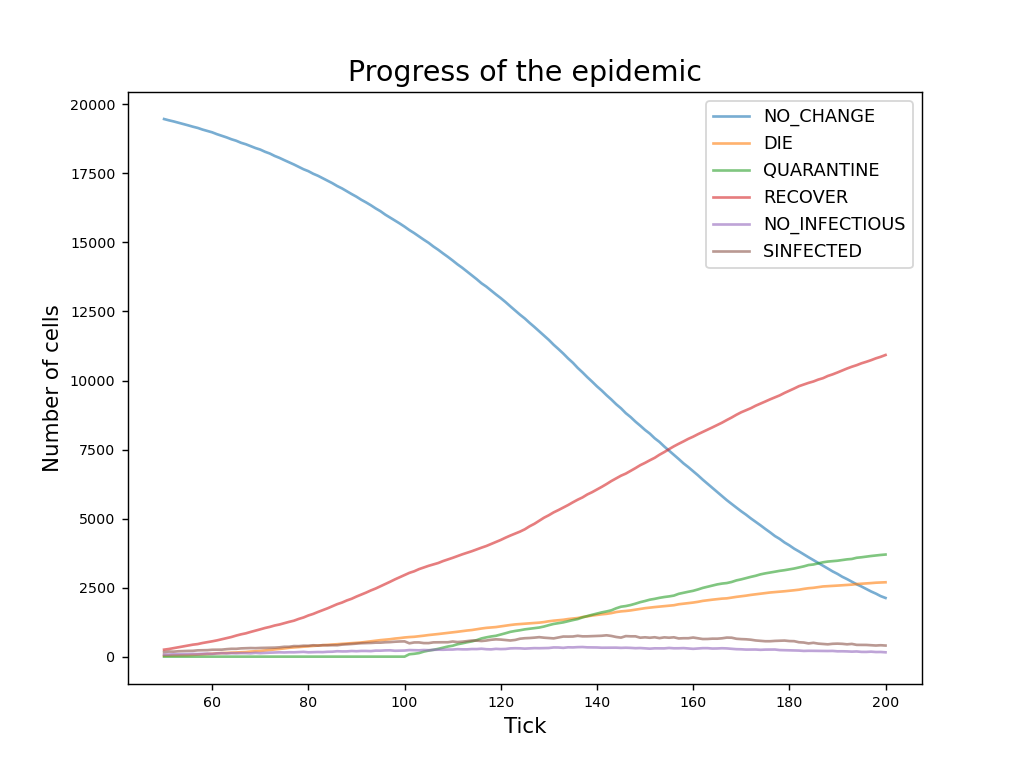 Progress of the epidemic
20000
17500
15000
12500
10000
7500
5000
2500
0
Number of cells
NO_CHANGE
DIE
QUARANTINE
RECOVER
NO_INFECTIOUS
SINFECTED
60 80 100 120 140 160 180 200
Tick